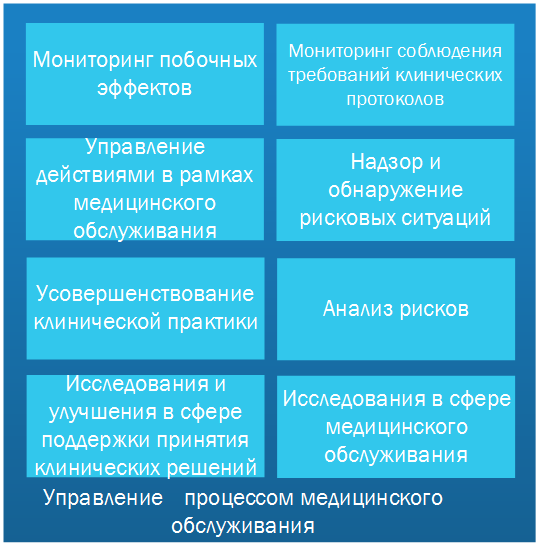 Мониторинг побочных
эффектов
Мониторинг соблюдения
требований клинических
протоколов
Управление
действиями в рамках
медицинского
обслуживания
Надзор и
обнаружение
рисковых ситуаций
Усовершенствование
клинической практики
Анализ рисков
Исследования и
улучшения в сфере
поддержки принятия
клинических решений
Исследования в сфере
медицинского
обслуживания
Управление процессом медицинского
обслуживания